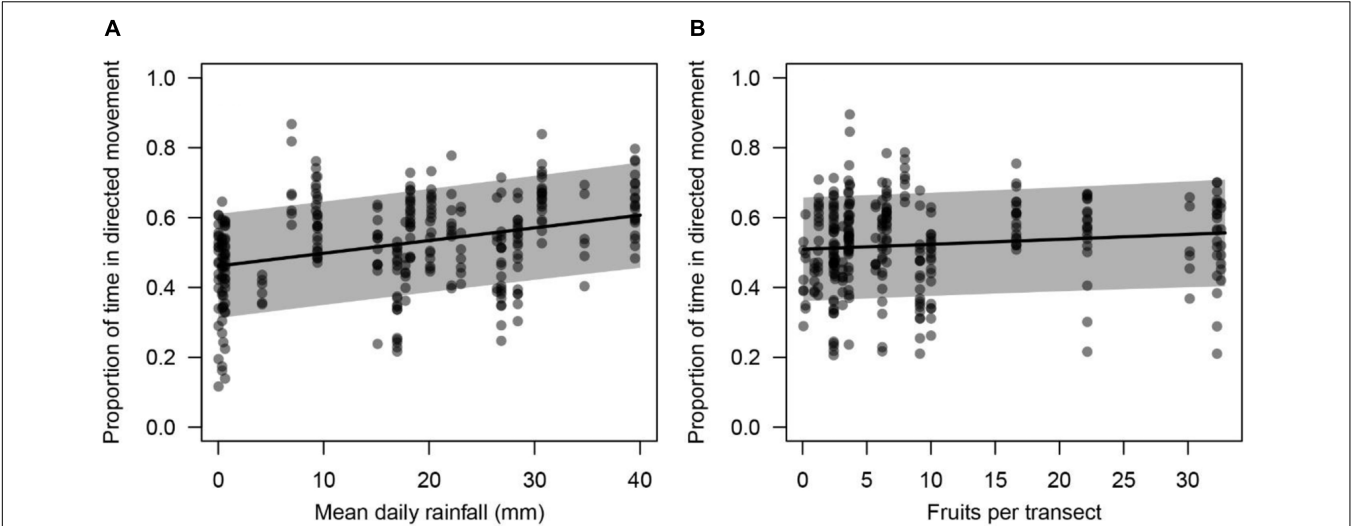 A
B
Proportion of time in directed movement
1.0
0.8
0.6
0.4
0.2
0.0
0 10 20 30 40
Mean daily rainfall (mm)
Proportion of time in directed movement
1.0
0.8
0.6
0.4
0.2
0.0
0 5 10 15 20 25 30
Fruits per transect